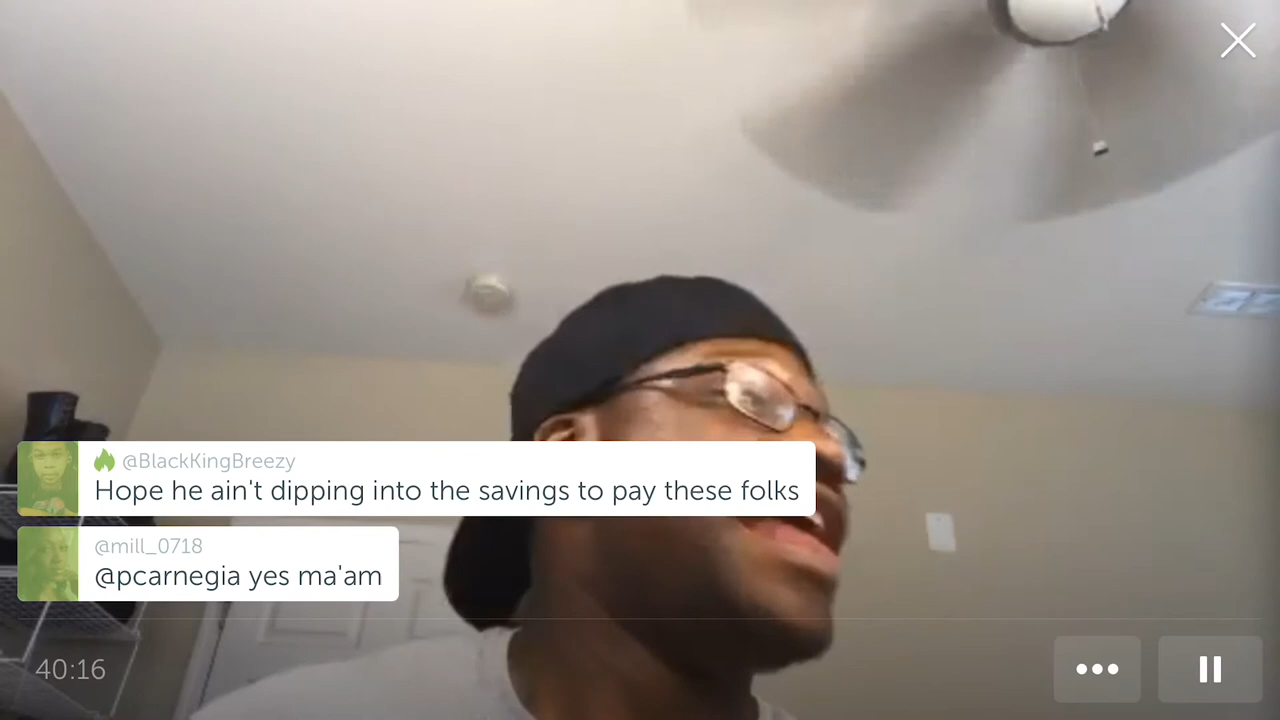 @BlackKingBreezy
Hope he ain't dipping into the savings to pay these folks
@mill_0718
@pcarnegia yes ma'am
40:16